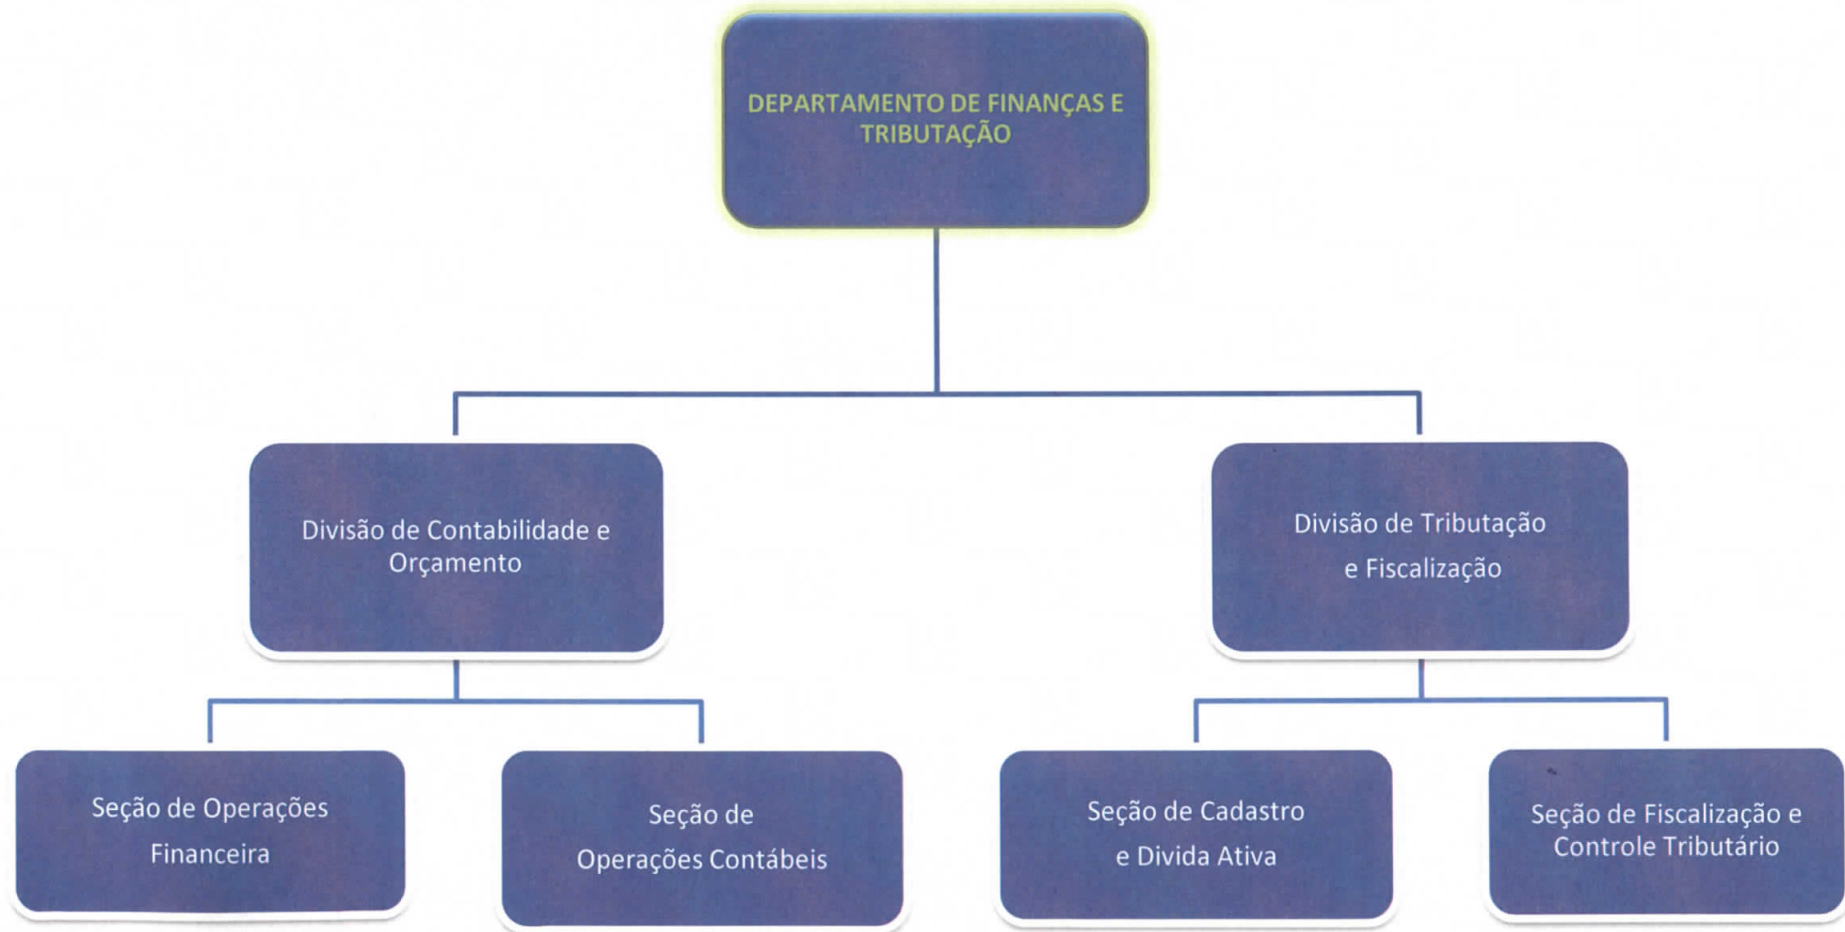 DEPARTAMENTO DE FINANÇAS E
TRIBUTAÇÃO
Divisão de Contabilidade e
Orçamento
Divisão de Tributação
e Fiscalização
Seção de Operações
Financeira
Seção de
Operações Contábeis
Seção de Cadastro
e Divida Ativa
Seção de Fiscalização e
Controle Tributário